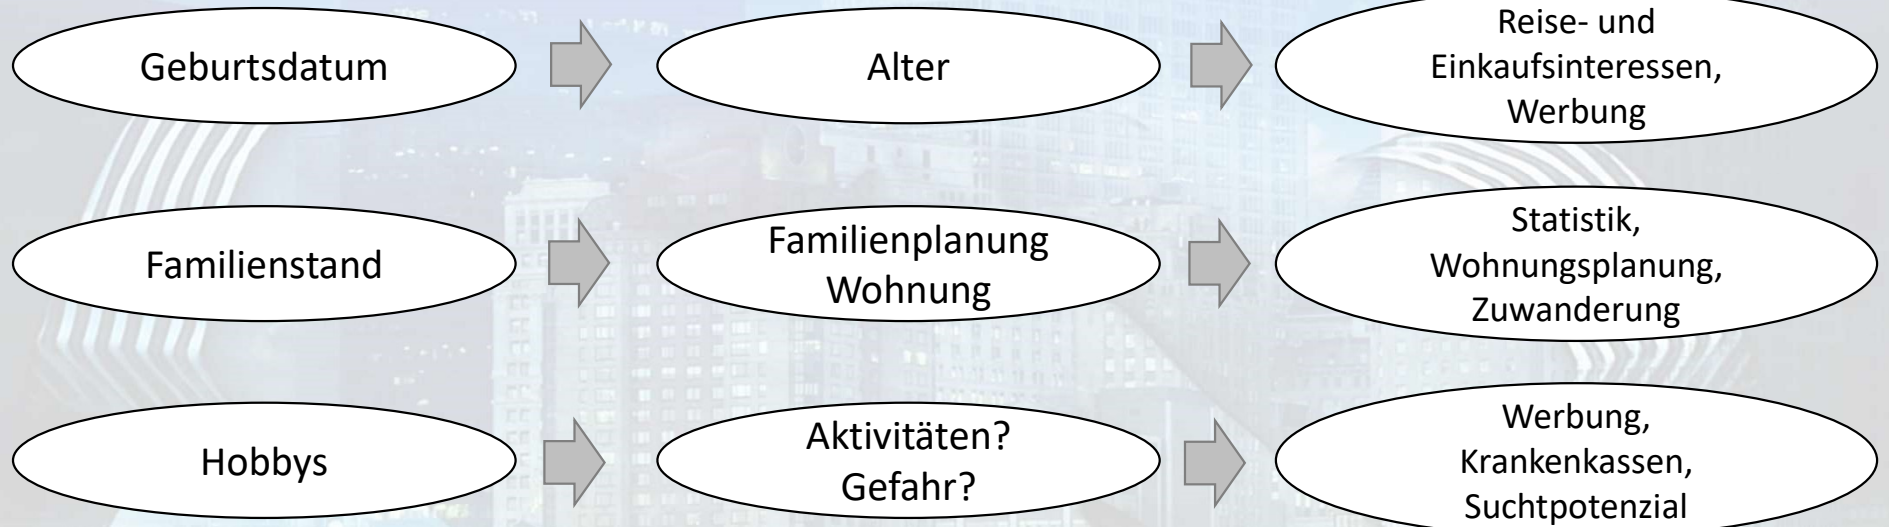 Geburtsdatum
Alter
Reise- und
Einkaufsinteressen,
Werbung
Familienstand
Familienplanung
Wohnung
Statistik,
Wohnungsplanung,
Zuwanderung
Hobbys
Aktivitäten?
Gefahr?
Werbung,
Krankenkassen,
Suchtpotenzial